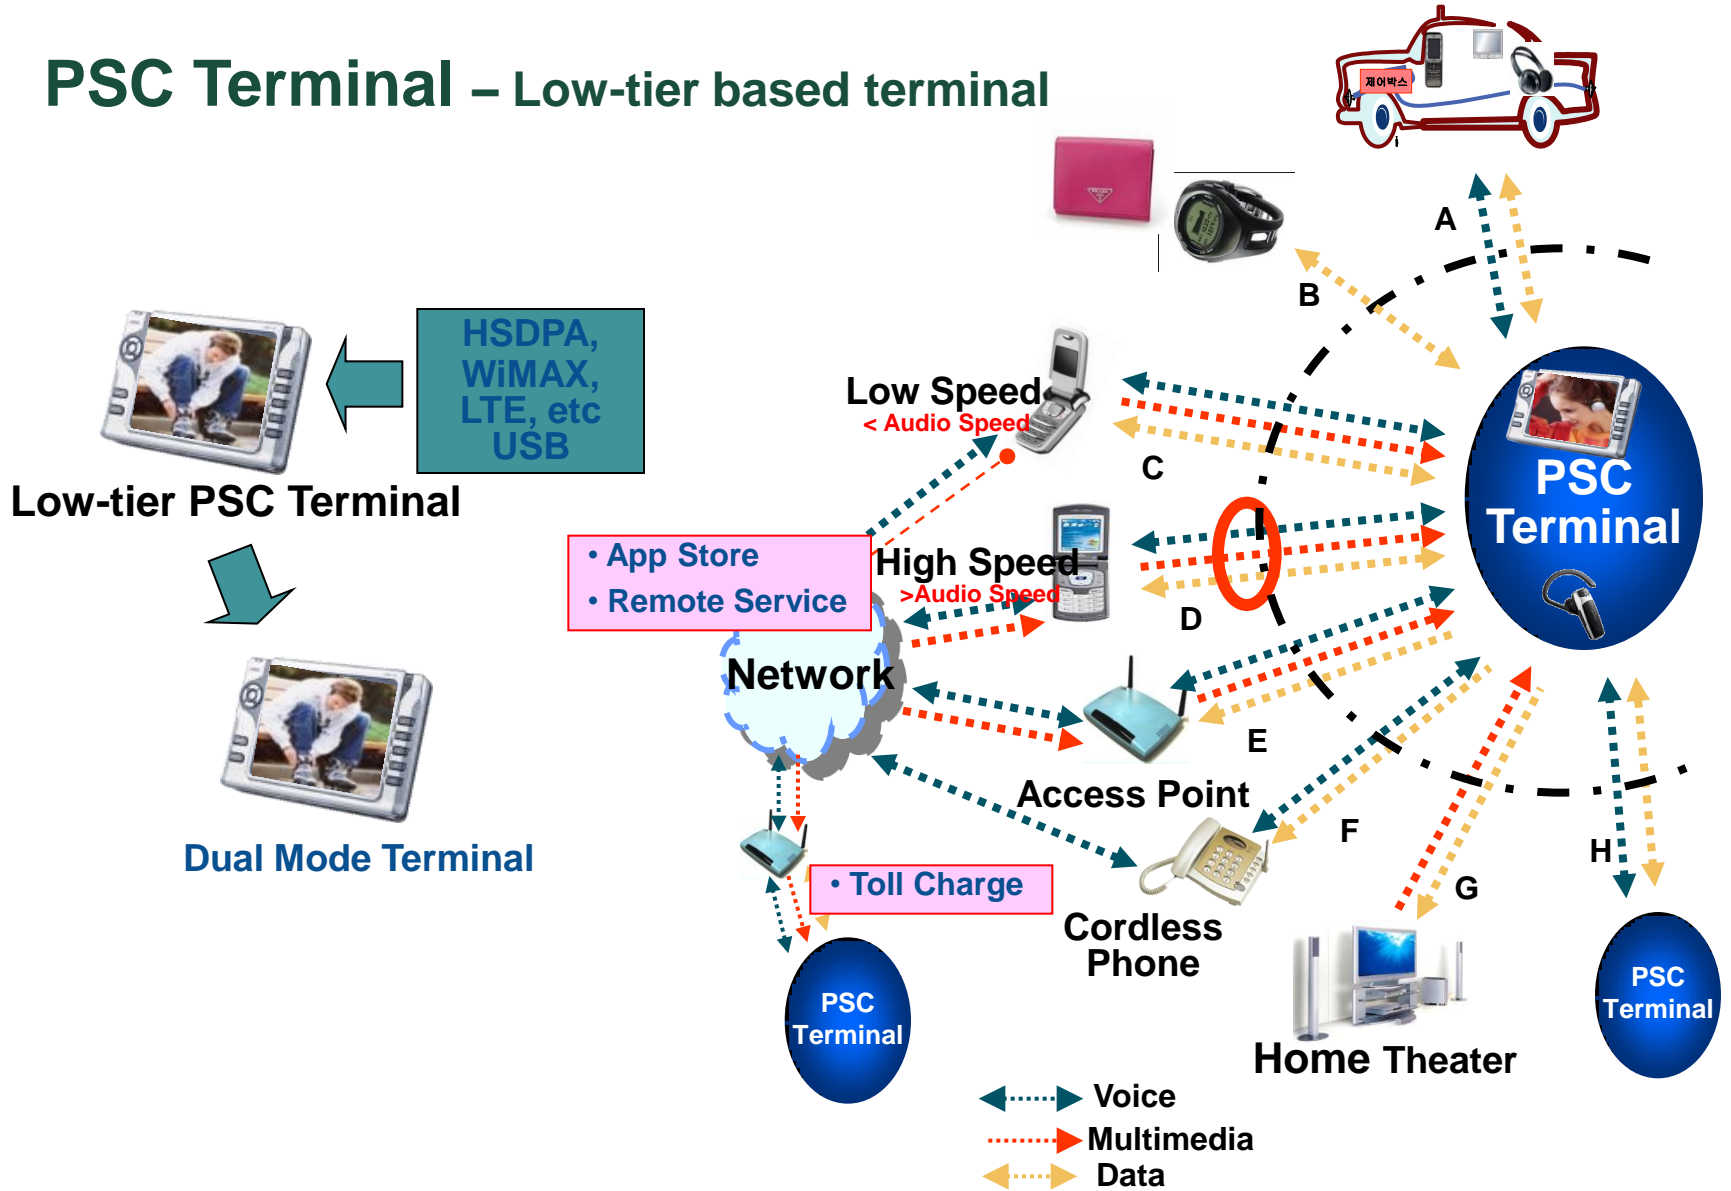 PSC Terminal – Low-tier based terminal
제어박스
A
B
HSDPA,
WiMAX,
LTE, etc
USB
Low-tier PSC Terminal
Dual Mode Terminal
Low Speed
< Audio Speed
C
PSC
Terminal
• App Store
• Remote Service
High Speed
>Audio Speed
D
Network
E
Access Point
F
G
H
• Toll Charge
Cordless
Phone
PSC
Terminal
Home Theater
PSC
Terminal
Voice
Multimedia
Data